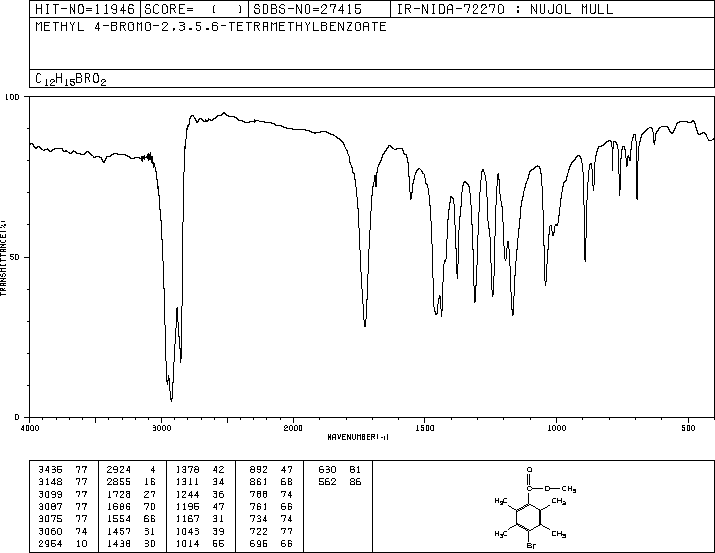 HIT-NO=11946 SCORE= ( ) SDBS-NO=27415 IR-NIDA-72270 : NUJOL MULL
METHYL 4-BROMO-2,3,5,6-TETRAMETHYLBENZOATE
C12H15BRO2
100
50
0
TRANSMITTANCE(%)
4000 3000 2000 1500 1000 500
WAVENUMBER(-1)
3436 77 2924 4 1378 42 892 47 630 81
3148 77 2855 16 1311 34 861 68 562 86
3099 77 1728 27 1244 36 788 74
3087 77 1686 70 1196 47 761 66
3075 77 1554 66 1167 31 734 74
3060 74 1457 31 1043 39 722 77
2954 10 1438 30 1014 55 696 66
O
C O CH3
H3C CH3
H3C CH3
Br